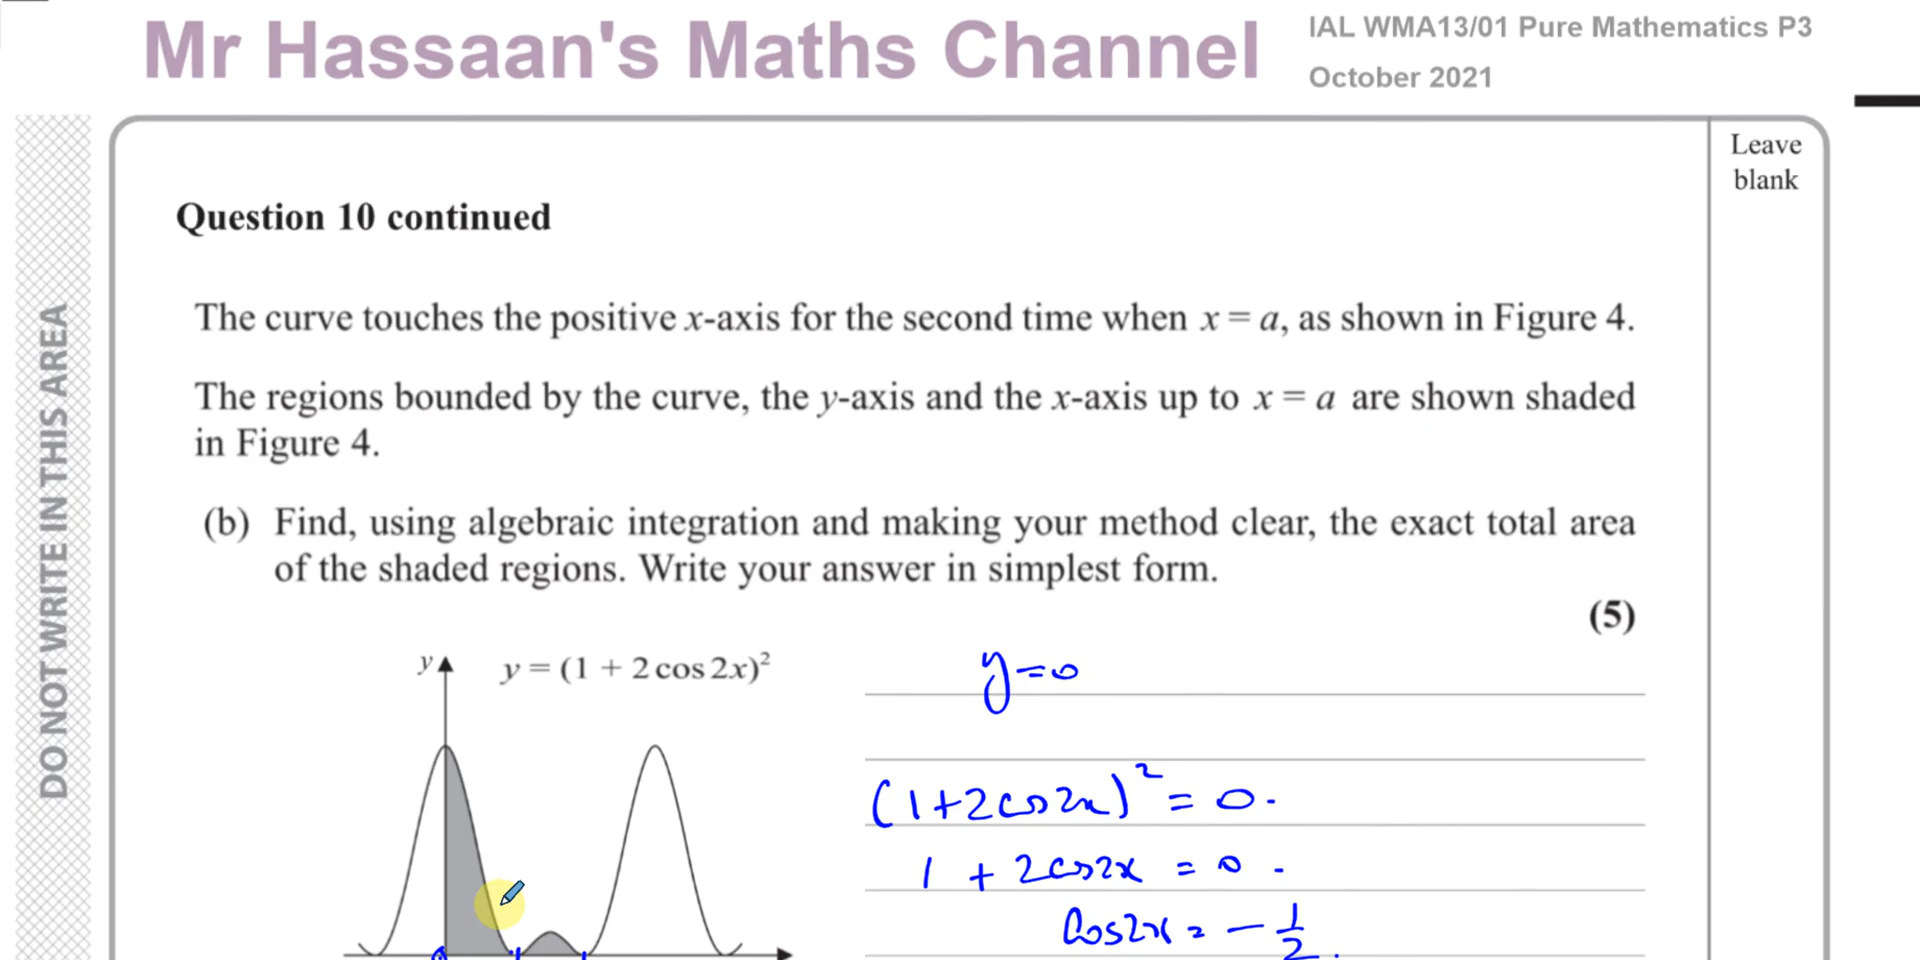 Mr Hassaan's Maths Channel
IAL WMA13/01 Pure Mathematics P3
October 2021
Leave
blank
DO NOT WRITE IN THIS AREA
Question 10 continued
The curve touches the positive x-axis for the second time when x = a, as shown in Figure 4.
The regions bounded by the curve, the y-axis and the x-axis up to x = a are shown shaded
in Figure 4.
(b) Find, using algebraic integration and making your method clear, the exact total area
of the shaded regions. Write your answer in simplest form.
(5)
y
y = (1 + 2 cos 2x)²
y = 0
(1 + 2cos2x)² = 0.
1 + 2cos2x = 0.
cos2x = - 1/2.